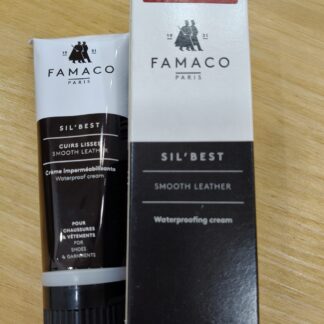 19 31
FAMACO
PARIS
SIL'BEST
CUIRS LISSES
SMOOTH LEATHER
Crème imperméabilisante
Waterproof cream
POUR
CHAUSSURES
& VÊTEMENTS
FOR
SHOES
& GARMENTS
19 31
FAMACO
PARIS
SIL'BEST
SMOOTH LEATHER
Waterproofing cream